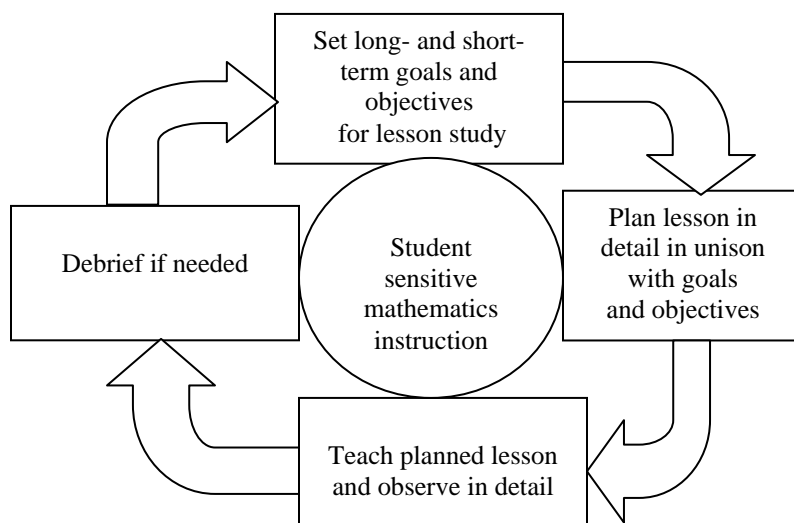 Set long- and short-
term goals and
objectives
for lesson study
Plan lesson in
detail in unison
with goals
and objectives
Debrief if needed
Student
sensitive
mathematics
instruction
Teach planned lesson
and observe in detail